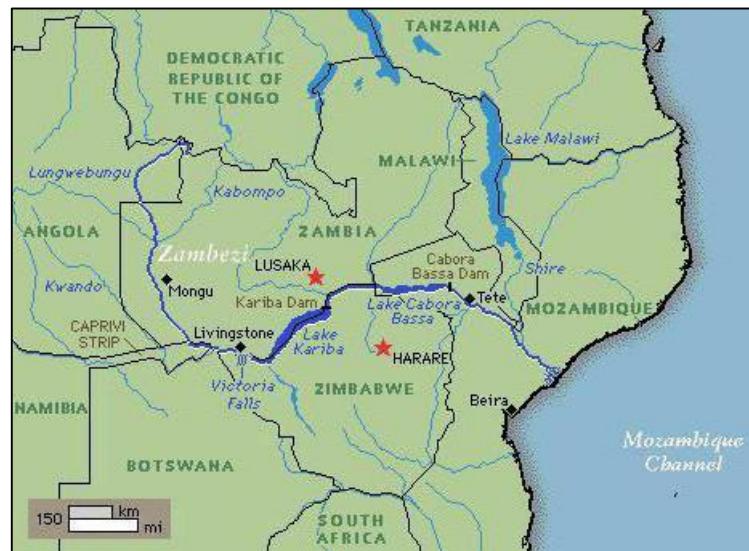 TANZANIA
DEMOCRATIC
REPUBLIC OF
THE CONGO
Lake Malawi
MALAWI
Lungwebungu
Kabompo
ANGOLA
ZAMBIA
Zambezi
LUSAKA
Cabora
Bassa Dam
Shire
Kwando
Mongu
Kariba Dam
Lake Cabora
Bassa
Tete
MOZAMBIQUE
CAPRIVI
STRIP
Livingstone
Lake
Kariba
HARARE
Victoria
Falls
ZIMBABWE
NAMIBIA
Beira
BOTSWANA
Mozambique
Channel
150 km
mi
SOUTH
AFRICA